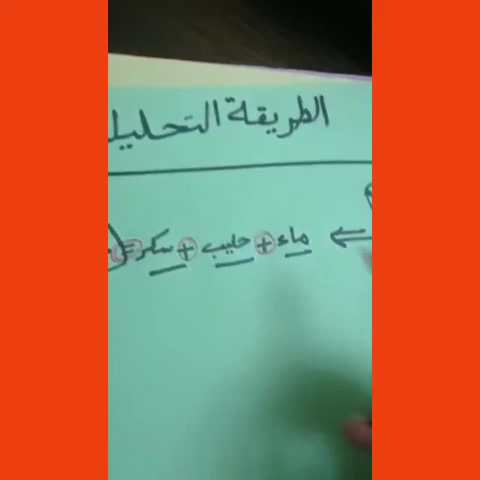 الطريقة التحليل
ماء + حليب + سكر =